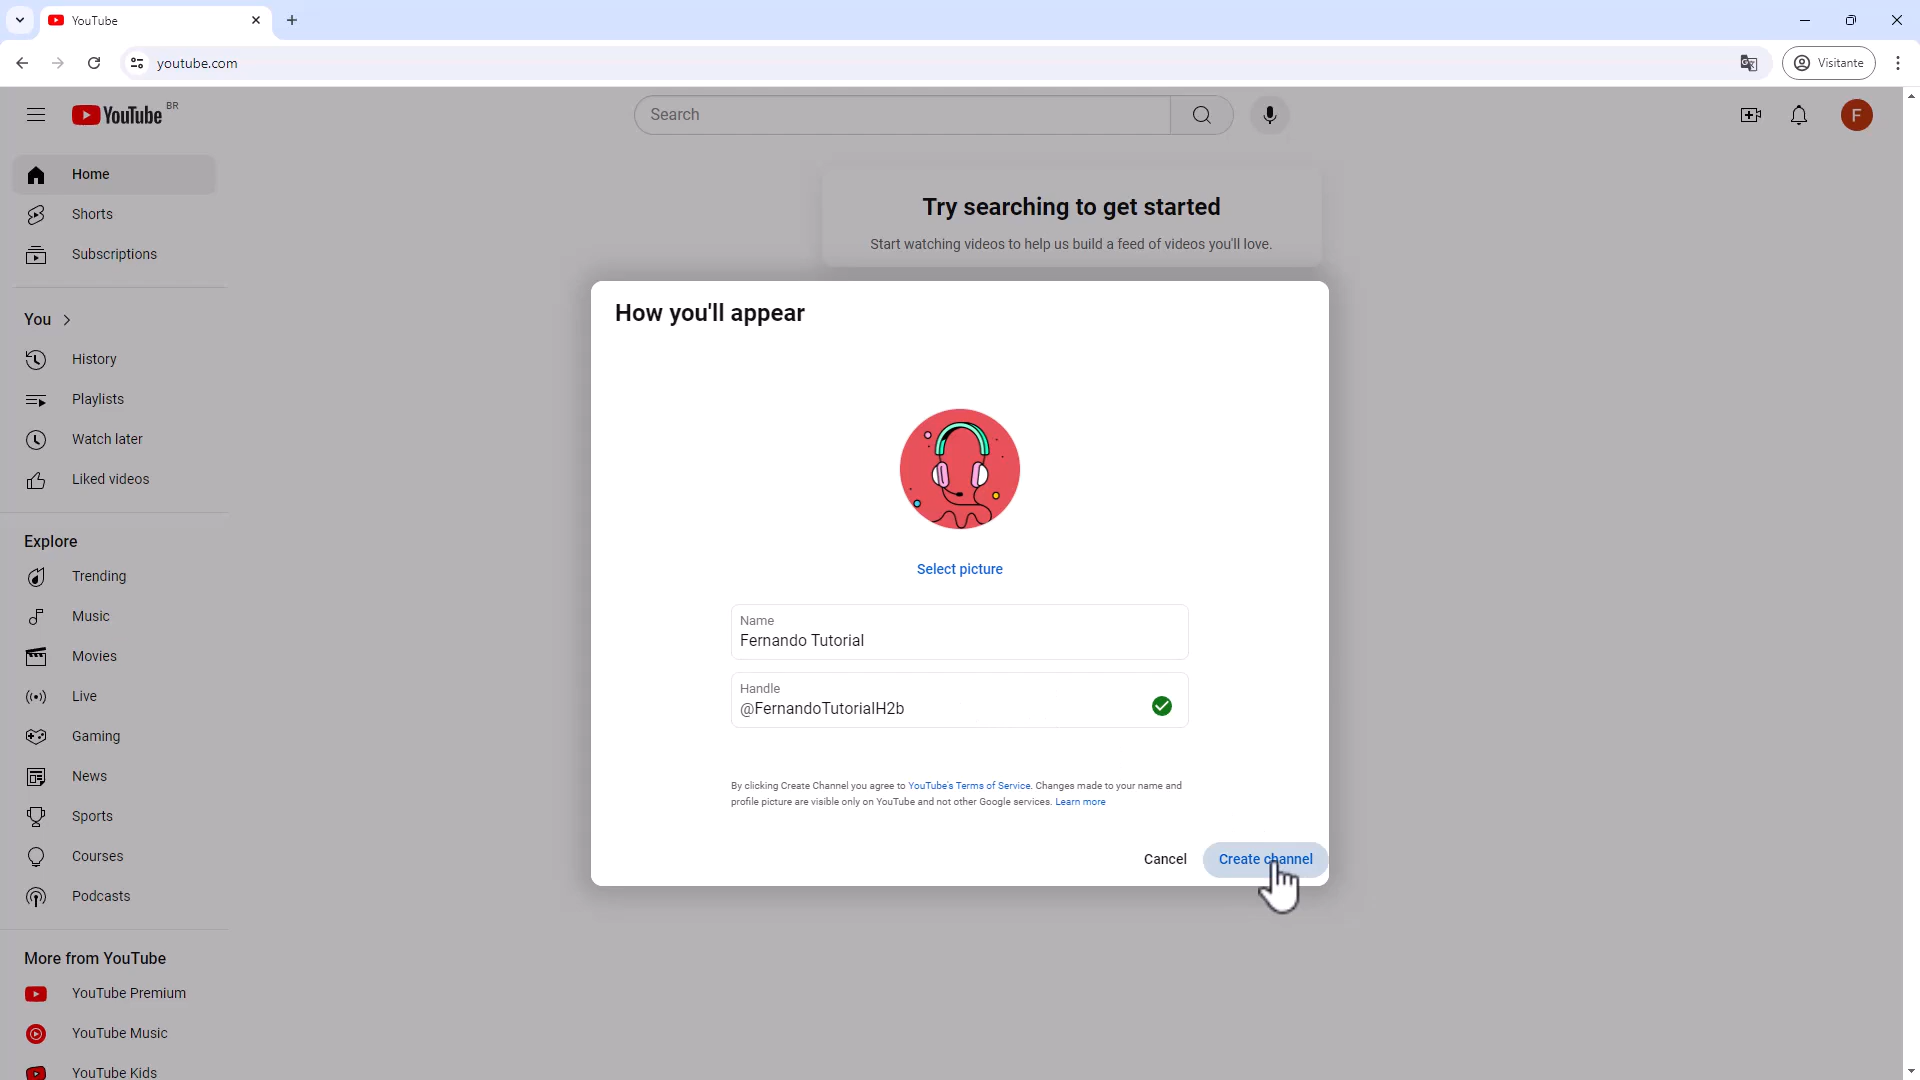 YouTube
youtube.com
Visitante
YouTube BR
Search
F
Home
Shorts
Subscriptions
You
History
Playlists
Watch later
Liked videos
Explore
Trending
Music
Movies
Live
Gaming
News
Sports
Courses
Podcasts
More from YouTube
YouTube Premium
YouTube Music
YouTube Kids
Try searching to get started
Start watching videos to help us build a feed of videos you'll love.
How you'll appear
Select picture
Name
Fernando Tutorial
Handle
@FernandoTutorialH2b
By clicking Create Channel you agree to YouTube's Terms of Service. Changes made to your name and
profile picture are visible only on YouTube and not other Google services. Learn more
Cancel
Create channel